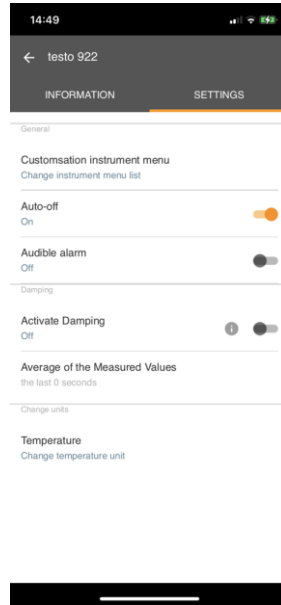 14:49
testo 922
INFORMATION SETTINGS
General
Customsation instrument menu
Change instrument menu list
Auto-off
On
Audible alarm
Off
Damping
Activate Damping
Off
Average of the Measured Values
the last 0 seconds
Change units
Temperature
Change temperature unit